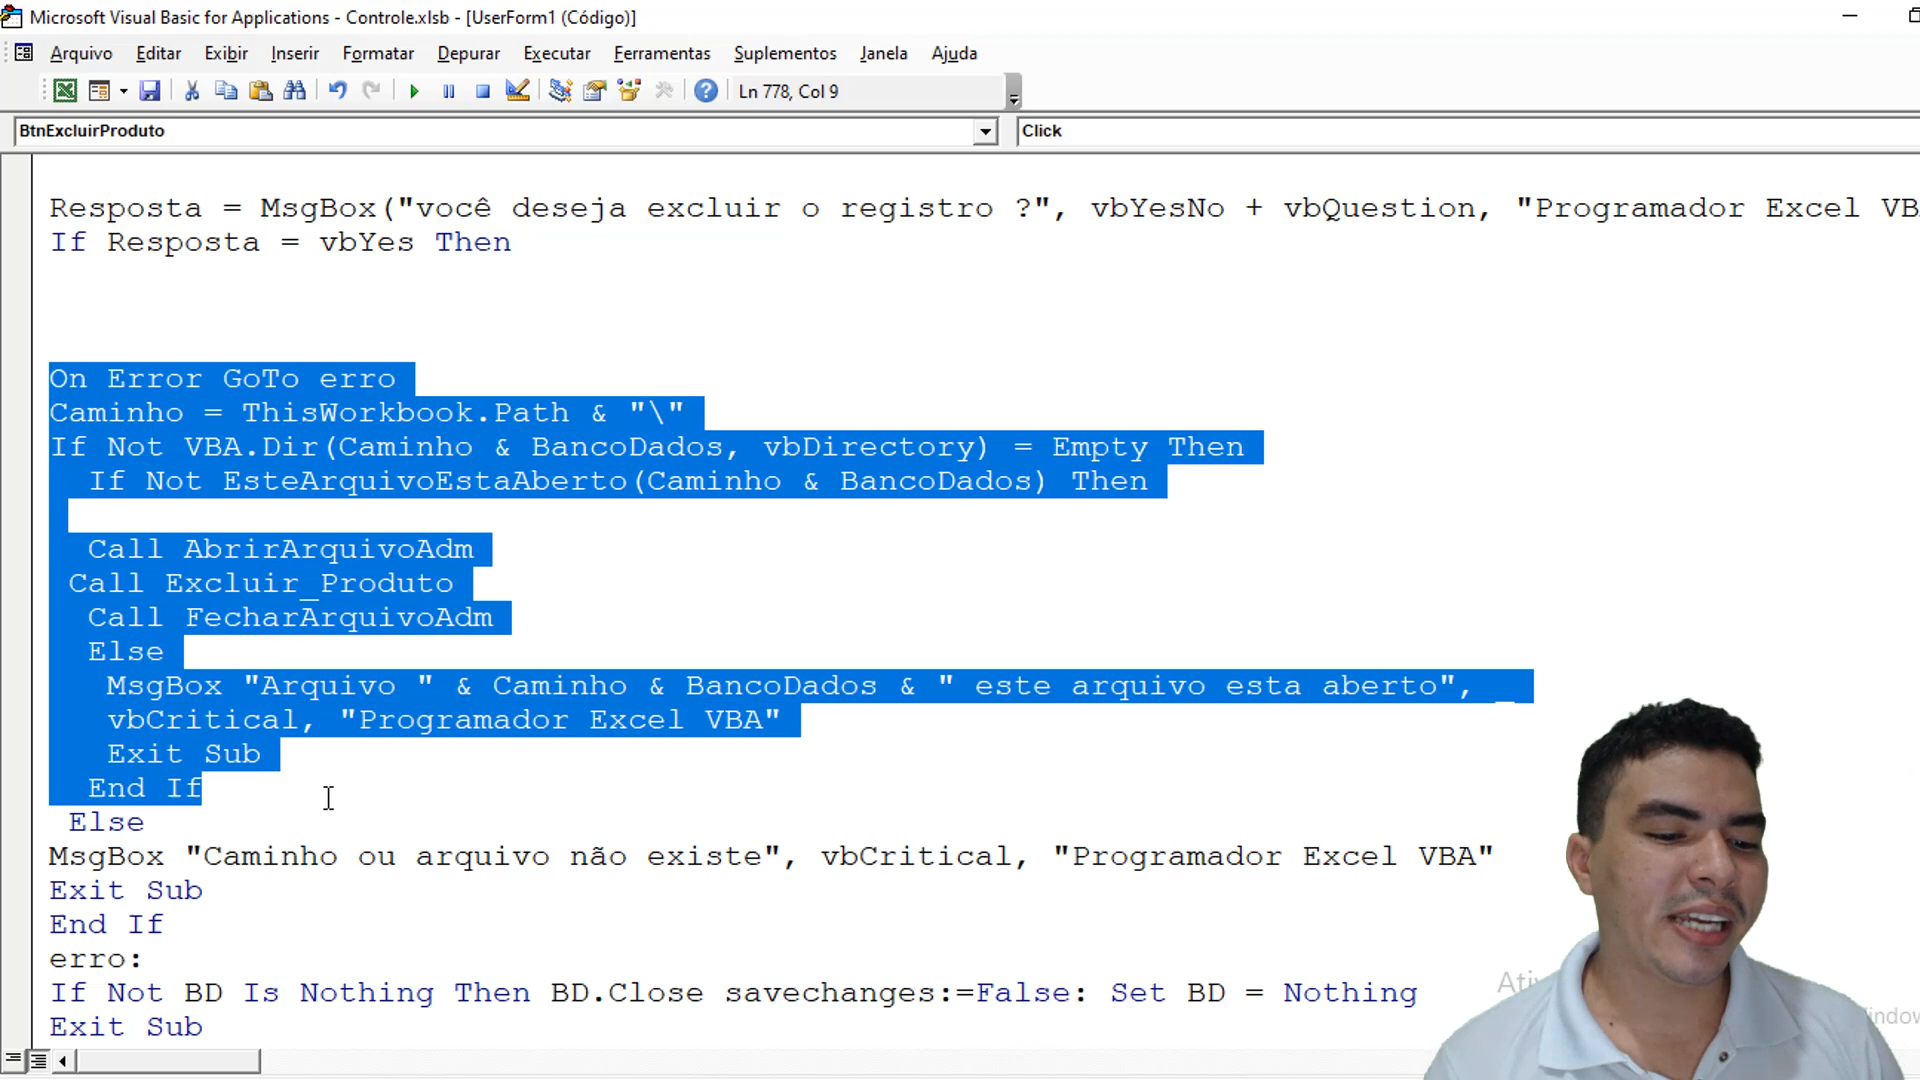 Microsoft Visual Basic for Applications - Controle.xlsb - [UserForm1 (Código)]
Arquivo Editar Exibir Inserir Formatar Depurar Executar Ferramentas Suplementos Janela Ajuda
Ln 778, Col 9
BtnExcluirProduto
Click
Resposta = MsgBox("você deseja excluir o registro ?", vbYesNo + vbQuestion, "Programador Excel VB
If Resposta = vbYes Then
On Error GoTo erro
Caminho = ThisWorkbook.Path & "\"
If Not VBA.Dir(Caminho & BancoDados, vbDirectory) = Empty Then
If Not EsteArquivoEstaAberto(Caminho & BancoDados) Then
Call AbrirArquivoAdm
Call Excluir_Produto
Call FecharArquivoAdm
Else
MsgBox "Arquivo " & Caminho & BancoDados & " este arquivo esta aberto", _
vbCritical, "Programador Excel VBA"
Exit Sub
End If
Else
MsgBox "Caminho ou arquivo não existe", vbCritical, "Programador Excel VBA"
Exit Sub
End If
erro:
If Not BD Is Nothing Then BD.Close savechanges:=False: Set BD = Nothing
Exit Sub